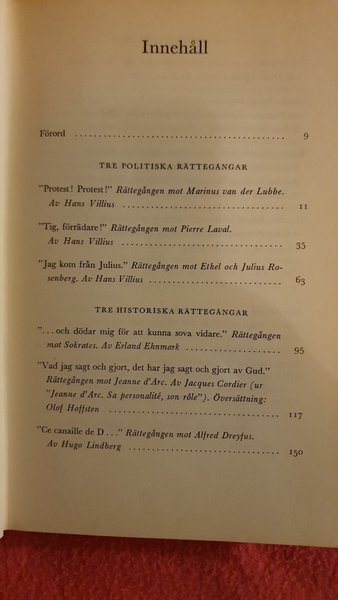 Innehåll
Förord .......................................... 9
TRE POLITISKA RÄTTEGÅNGAR
"Protest! Protest!" Rättegången mot Marinus van der Lubbe.
Av Hans Villius .......................................... 11
"Tig, förrädare!" Rättegången mot Pierre Laval.
Av Hans Villius .......................................... 35
"Jag kom från Julius." Rättegången mot Ethel och Julius Ro-
senberg. Av Hans Villius .......................................... 63
TRE HISTORISKA RÄTTEGÅNGAR
"...och dödar mig för att kunna sova vidare." Rättegången
mot Sokrates. Av Erland Ehnmark .......................................... 95
"Vad jag sagt och gjort, det har jag sagt och gjort av Gud."
Rättegången mot Jeanne d'Arc. Av Jacques Cordier (ur
"Jeanne d'Arc. Sa personalité, son rôle"). Översättning:
Olof Hoffsten .......................................... 117
"Ce canaille de D..." Rättegången mot Alfred Dreyfus.
Av Hugo Lindberg .......................................... 150